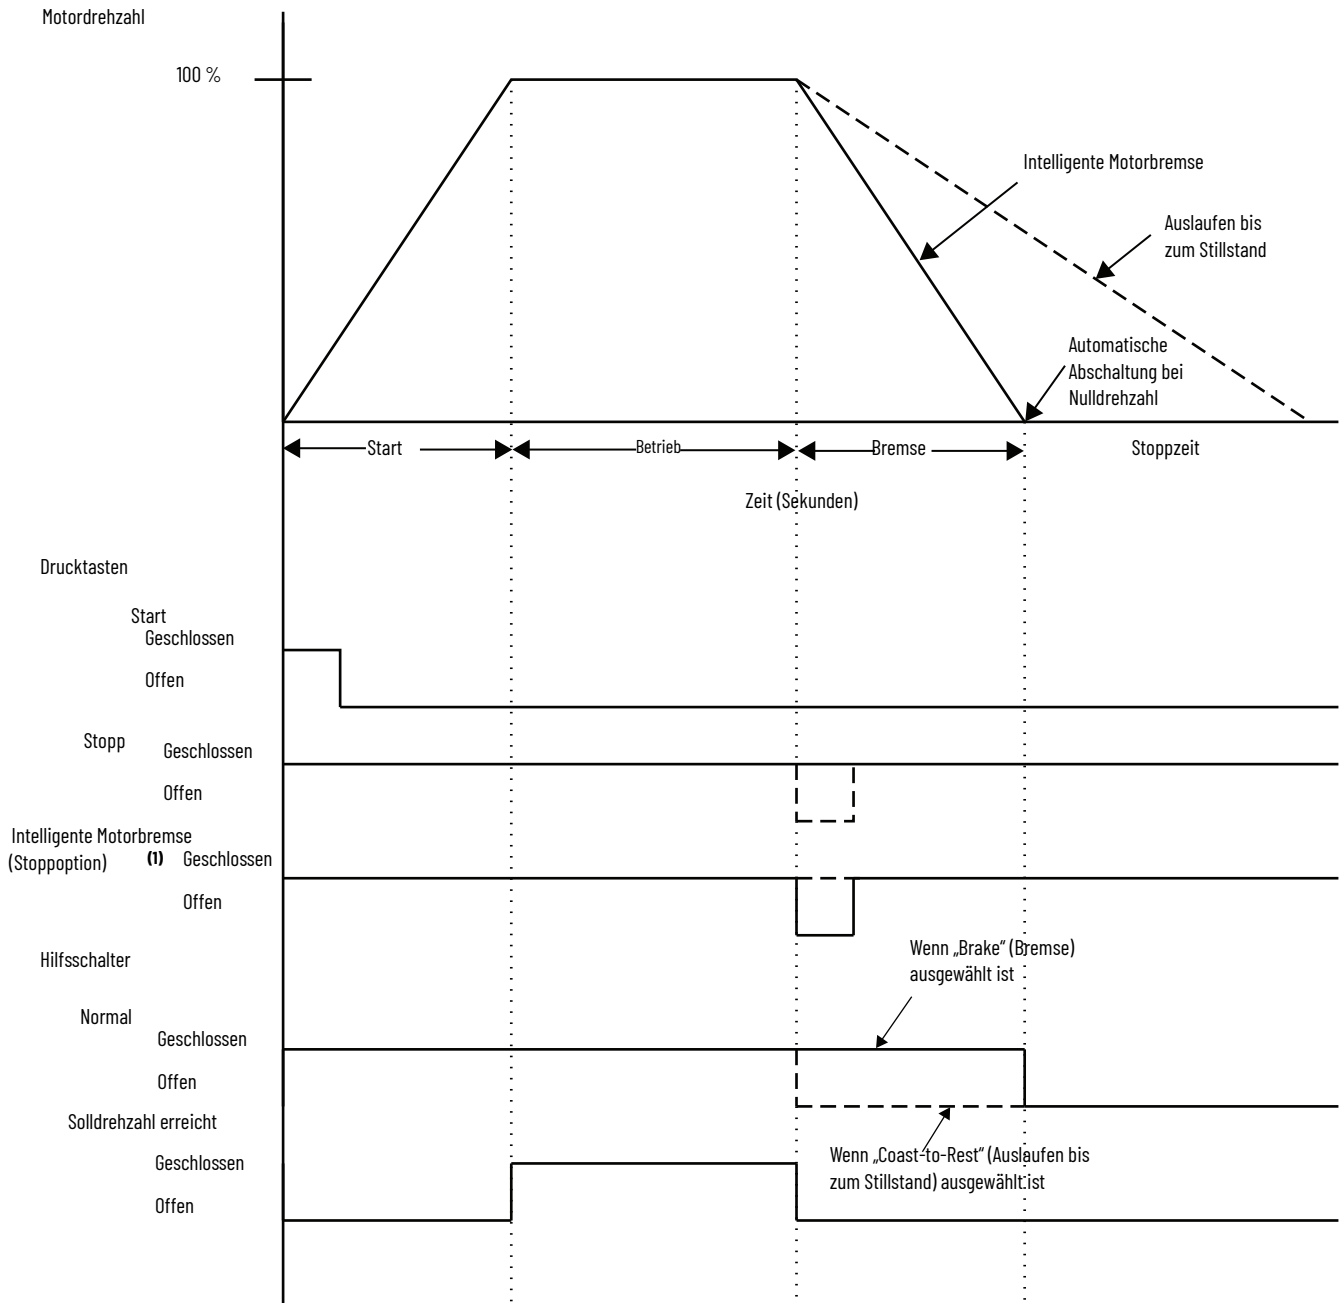 Motordrehzahl
100 %
Intelligente Motorbremse
Auslaufen bis
zum Stillstand
Automatische
Abschaltung bei
Nulldrehzahl
Start
Betrieb
Bremse
Stoppzeit
Zeit (Sekunden)
Drucktasten
Start
Geschlossen
Offen
Stopp
Geschlossen
Offen
Intelligente Motorbremse
(Stoppoption) (1)
Geschlossen
Offen
Wenn „Brake“ (Bremse)
ausgewählt ist
Hilfsschalter
Normal
Geschlossen
Offen
Solldrehzahl erreicht
Wenn „Coast-to-Rest“ (Auslaufen bis
zum Stillstand) ausgewählt ist
Geschlossen
Offen